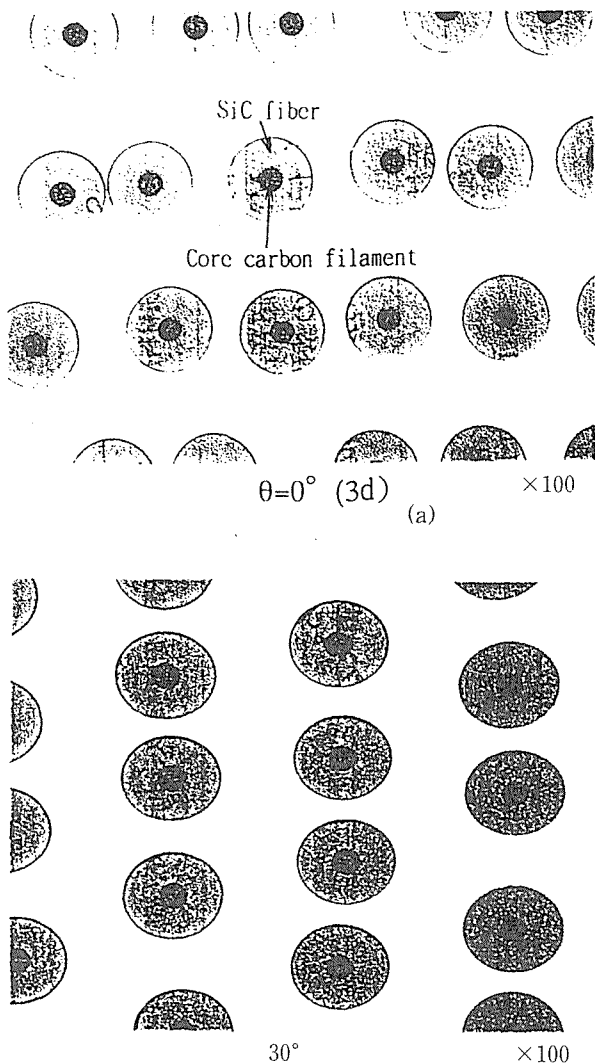 SiC fiber
Core carbon filament
θ=0° (3d)
×100
(a)
30°
×100